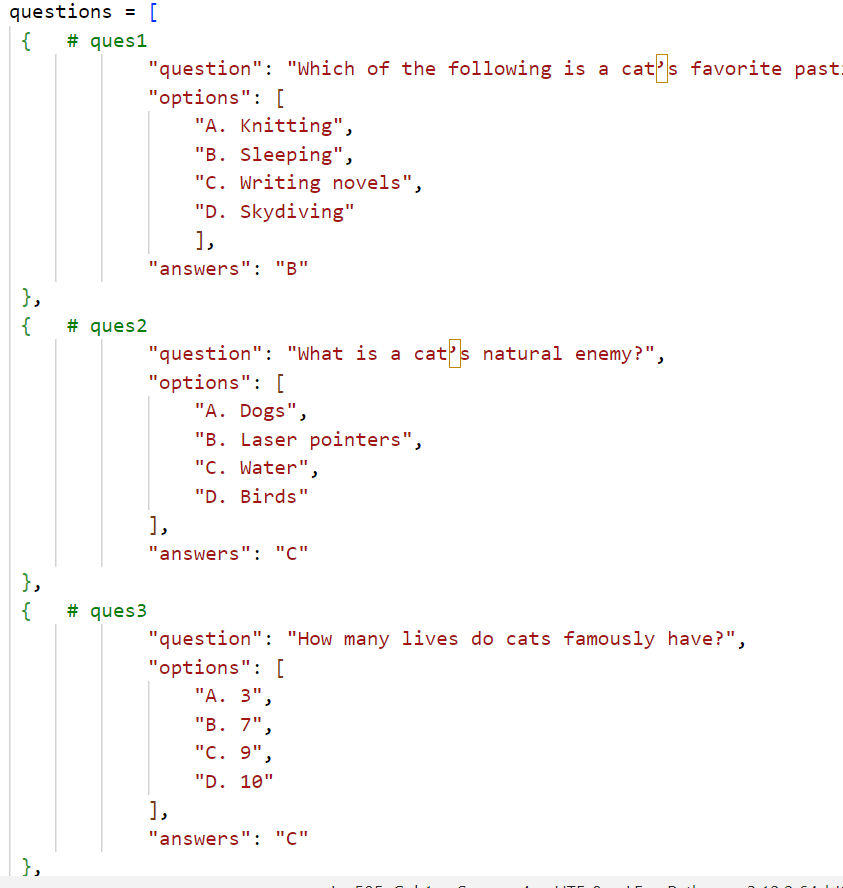 questions = [
{ # ques1
"question": "Which of the following is a cat’s favorite
"options": [
"A. Knitting",
"B. Sleeping",
"C. Writing novels",
"D. Skydiving"
],
"answers": "B"
},
{ # ques2
"question": "What is a cat’s natural enemy?",
"options": [
"A. Dogs",
"B. Laser pointers",
"C. Water",
"D. Birds"
],
"answers": "C"
},
{ # ques3
"question": "How many lives do cats famously have?",
"options": [
"A. 3",
"B. 7",
"C. 9",
"D. 10"
],
"answers": "C"
},